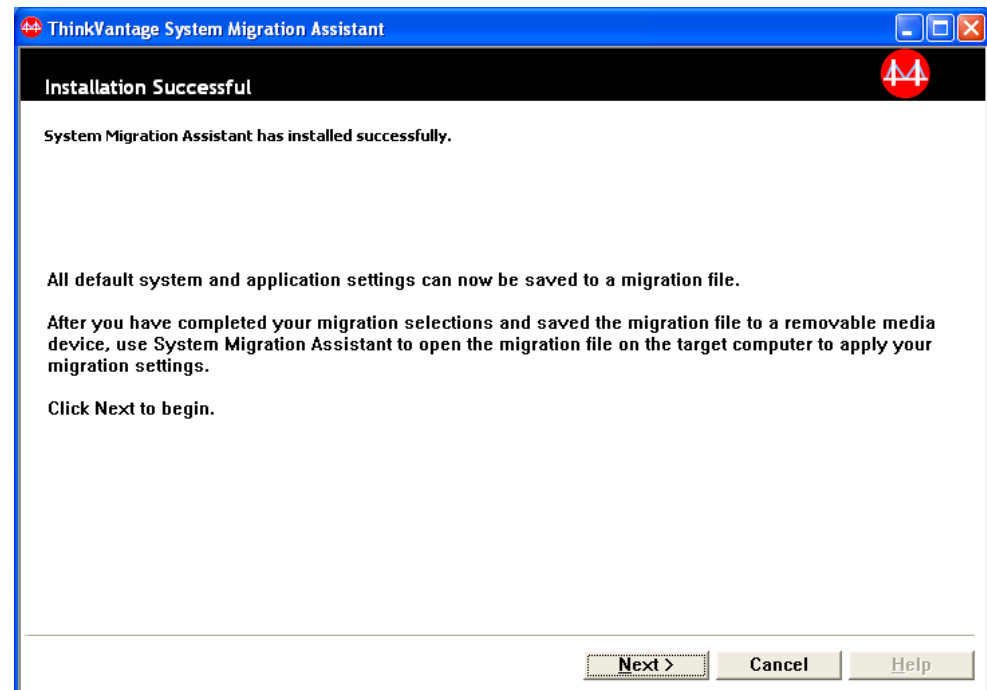 ThinkVantage System Migration Assistant
Installation Successful
System Migration Assistant has installed successfully.
All default system and application settings can now be saved to a migration file.
After you have completed your migration selections and saved the migration file to a removable media
device, use System Migration Assistant to open the migration file on the target computer to apply your
migration settings.
Click Next to begin.
Next > Cancel Help